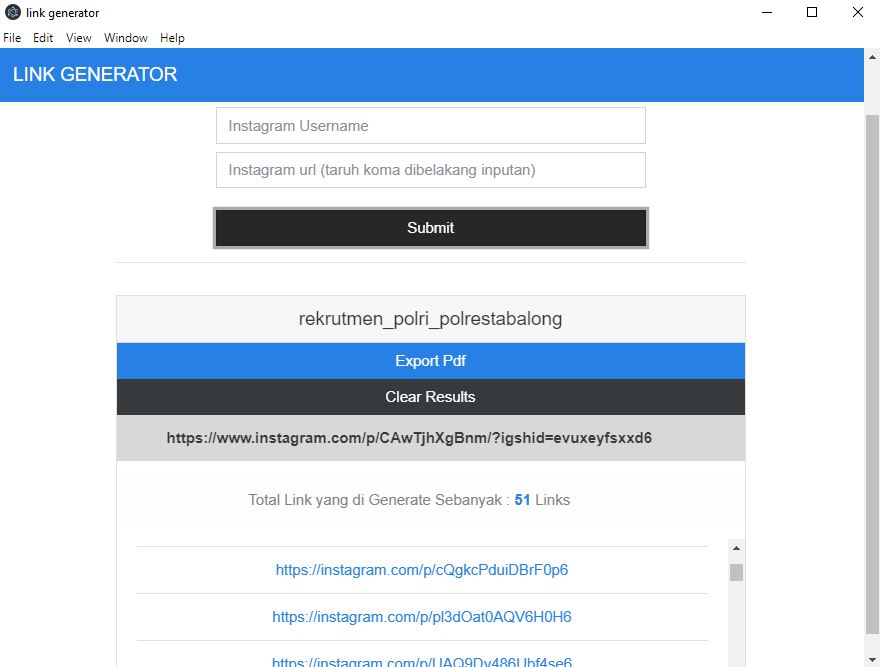 link generator
File Edit View Window Help
LINK GENERATOR
Instagram Username
Instagram url (taruh koma dibelakang inputan)
Submit
rekrutmen_polri_polrestabalong
Export Pdf
Clear Results
https://www.instagram.com/p/CAwTjhXgBnm/?igshid=evuxeyfsxxd6
Total Link yang di Generate Sebanyak : 51 Links
https://instagram.com/p/cQgkcPduiDBrF0p6
https://instagram.com/p/pl3dOat0AQV6H0H6